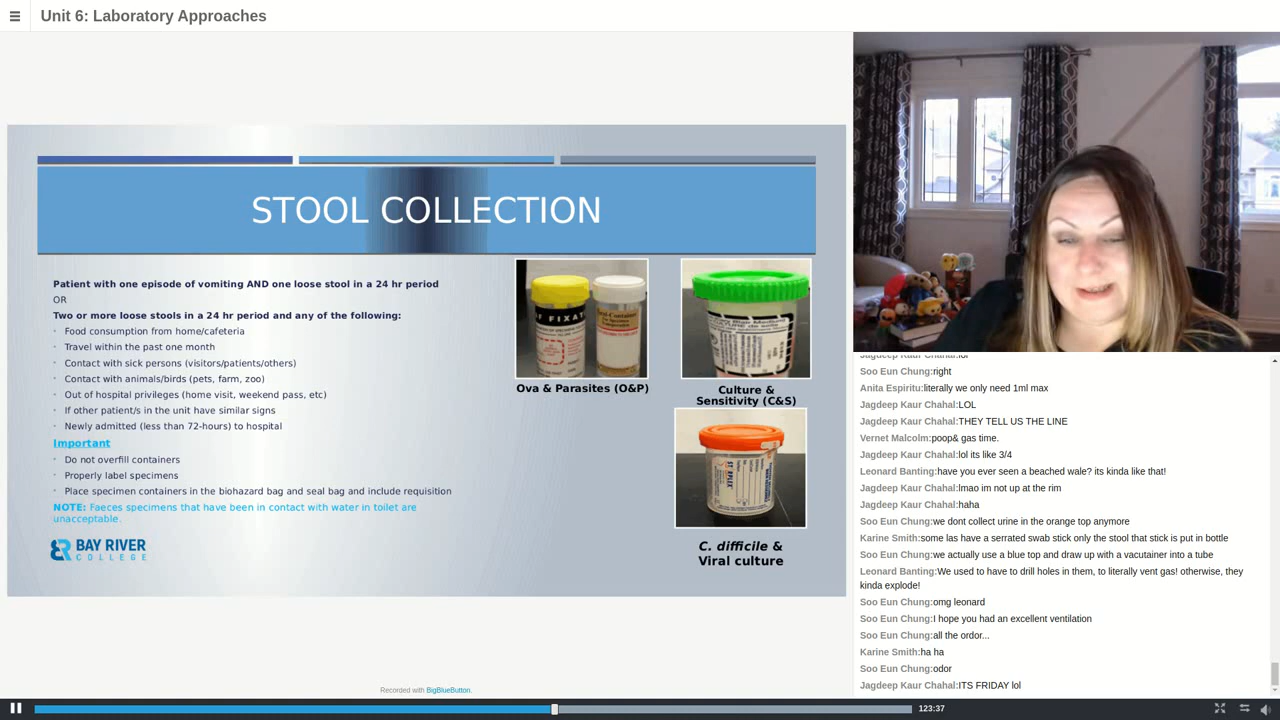 Unit 6: Laboratory Approaches
STOOL COLLECTION
Patient with one episode of vomiting AND one loose stool in a 24 hr period
OR
Two or more loose stools in a 24 hr period and any of the following:
Food consumption from home/cafeteria
Travel within the past one month
Contact with sick persons (visitors/patients/others)
Contact with animals/birds (pets, farm, zoo)
Out of hospital privileges (home visit, weekend pass, etc)
If other patient/s in the unit have similar signs
Newly admitted (less than 72-hours) to hospital
Important
Do not overfill containers
Properly label specimens
Place specimen containers in the biohazard bag and seal bag and include requisition
NOTE: Faeces specimens that have been in contact with water in toilet are
unacceptable.
BAY RIVER
COLLEGE
Ova & Parasites (O&P)
Culture &
Sensitivity (C&S)
C. difficile &
Viral culture
Recorded with BigBlueButton.
Jagdeep Kaur Chahal:lol
Soo Eun Chung:right
Anita Espiritu:literally we only need 1ml max
Jagdeep Kaur Chahal:LOL
Jagdeep Kaur Chahal:THEY TELL US THE LINE
Vernet Malcolm:poop& gas time.
Jagdeep Kaur Chahal:lol its like 3/4
Leonard Banting:have you ever seen a beached wale? its kinda like that!
Jagdeep Kaur Chahal:lmao im not up at the rim
Jagdeep Kaur Chahal:haha
Soo Eun Chung:we dont collect urine in the orange top anymore
Karine Smith:some las have a serrated swab stick only the stool that stick is put in bottle
Soo Eun Chung:we actually use a blue top and draw up with a vacutainer into a tube
Leonard Banting:We used to have to drill holes in them, to literally vent gas! otherwise, they
kinda explode!
Soo Eun Chung:omg leonard
Soo Eun Chung:I hope you had an excellent ventilation
Soo Eun Chung:all the ordor...
Karine Smith:ha ha
Soo Eun Chung:odor
Jagdeep Kaur Chahal:ITS FRIDAY lol
123:37